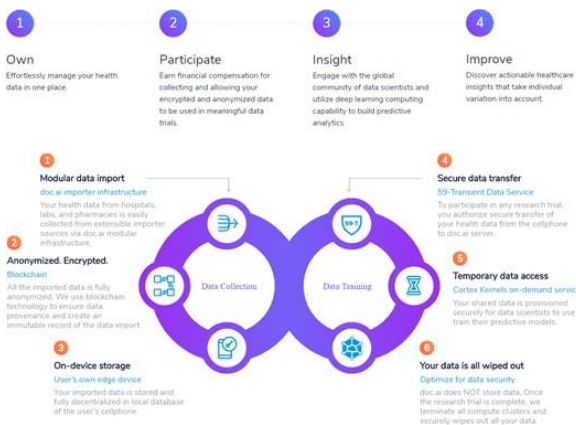 1
2
3
4
Own
Effortlessly manage your health
data in one place.
Participate
Earn financial compensation for
collecting and allowing your
encrypted and anonymized data
to be used in meaningful data
trials.
Insight
Engage with the global
community of data scientists and
utilize deep learning computing
capability to build predictive
analytics.
Improve
Discover actionable healthcare
insights that take individual
variation into account.
1
Modular data import
doc.ai importer infrastructure
Your health data from hospitals,
labs, and pharmacies is easily
collected from extensible importer
sources via doc.ai modular
infrastructure.
2
Anonymized. Encrypted.
Blockchain
All the imported data is fully
anonymized. We use blockchain
technology to ensure data
provenance and create an
immutable record of the data import
3
On-device storage
User's own edge device
Your imported data is stored and
fully decentralized in local database
of the user's cellphone.
Data Collection
Data Training
S9-T
4
Secure data transfer
S9-Transient Data Service
To participate in any research trial,
you authorize secure transfer of
your health data from the cellphone
to doc.ai server.
5
Temporary data access
Cortex Kernels on-demand servic
Your shared data is provisioned
securely for data scientists to use
train their predictive models.
6
Your data is all wiped out
Optimize for data security
doc.ai does NOT store data. Once
the research trial is complete, we
terminate all compute clusters and
securely wipes out all your data.